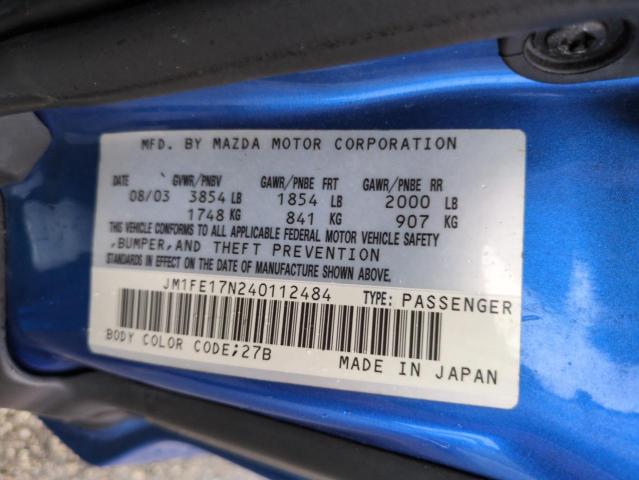 MFD. BY MAZDA MOTOR CORPORATION
DATE GVWR/PNBV GAWR/PNBE FRT GAWR/PNBE RR
08/03 3854 LB 1854 LB 2000 LB
1748 KG 841 KG 907 KG
THIS VEHICLE CONFORMS TO ALL APPLICABLE FEDERAL MOTOR VEHICLE SAFETY
,BUMPER,AND THEFT PREVENTION
STANDARDS IN EFFECT ON THE DATE OF MANUFACTURE SHOWN ABOVE.
JM1FE17N240112484 TYPE: PASSENGER
BODY COLOR CODE;27B MADE IN JAPAN